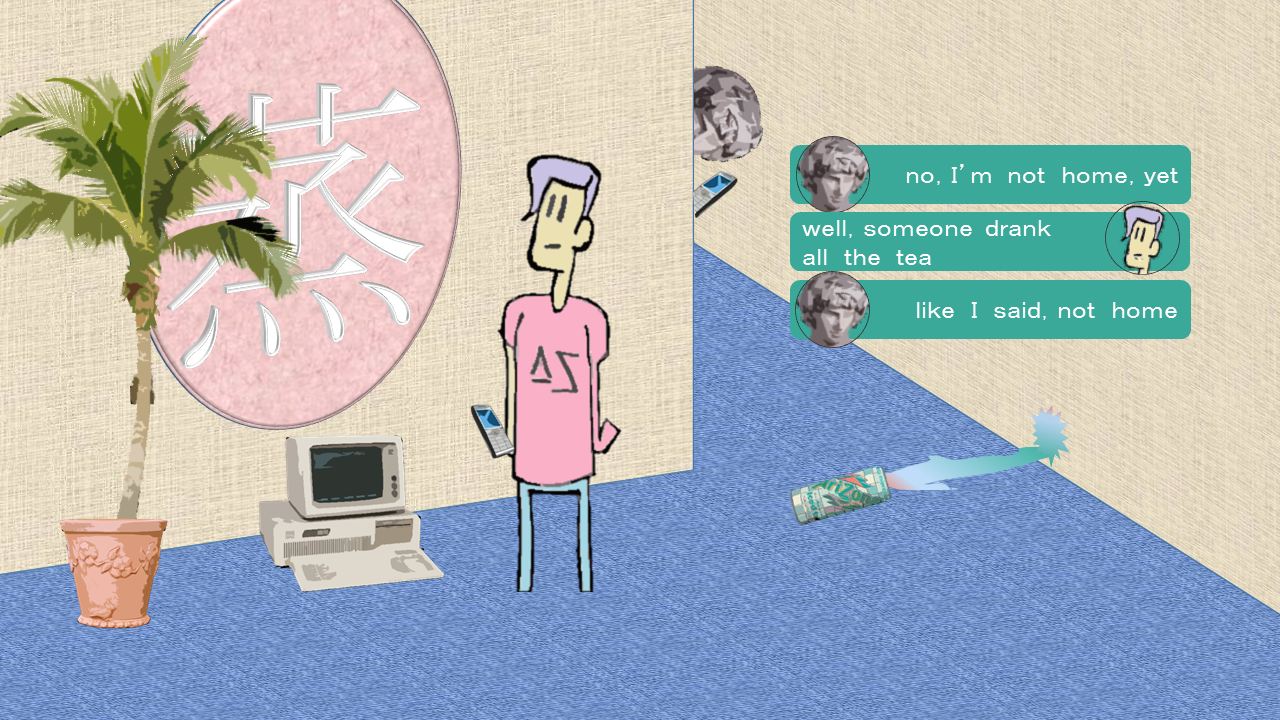 蒸
no, I'm not home, yet
well, someone drank
all the tea
like I said, not home